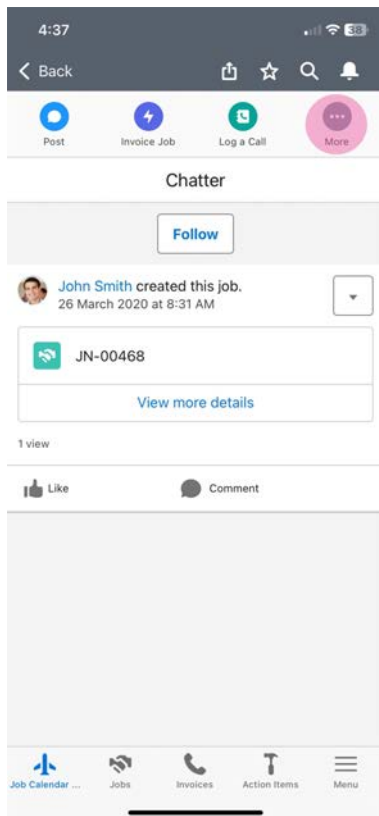 4:37
38
Back
Post
Invoice Job
Log a Call
More
Chatter
Follow
John Smith created this job.
26 March 2020 at 8:31 AM
JN-00468
View more details
1 view
Like
Comment
Job Calendar ...
Jobs
Invoices
Action Items
Menu